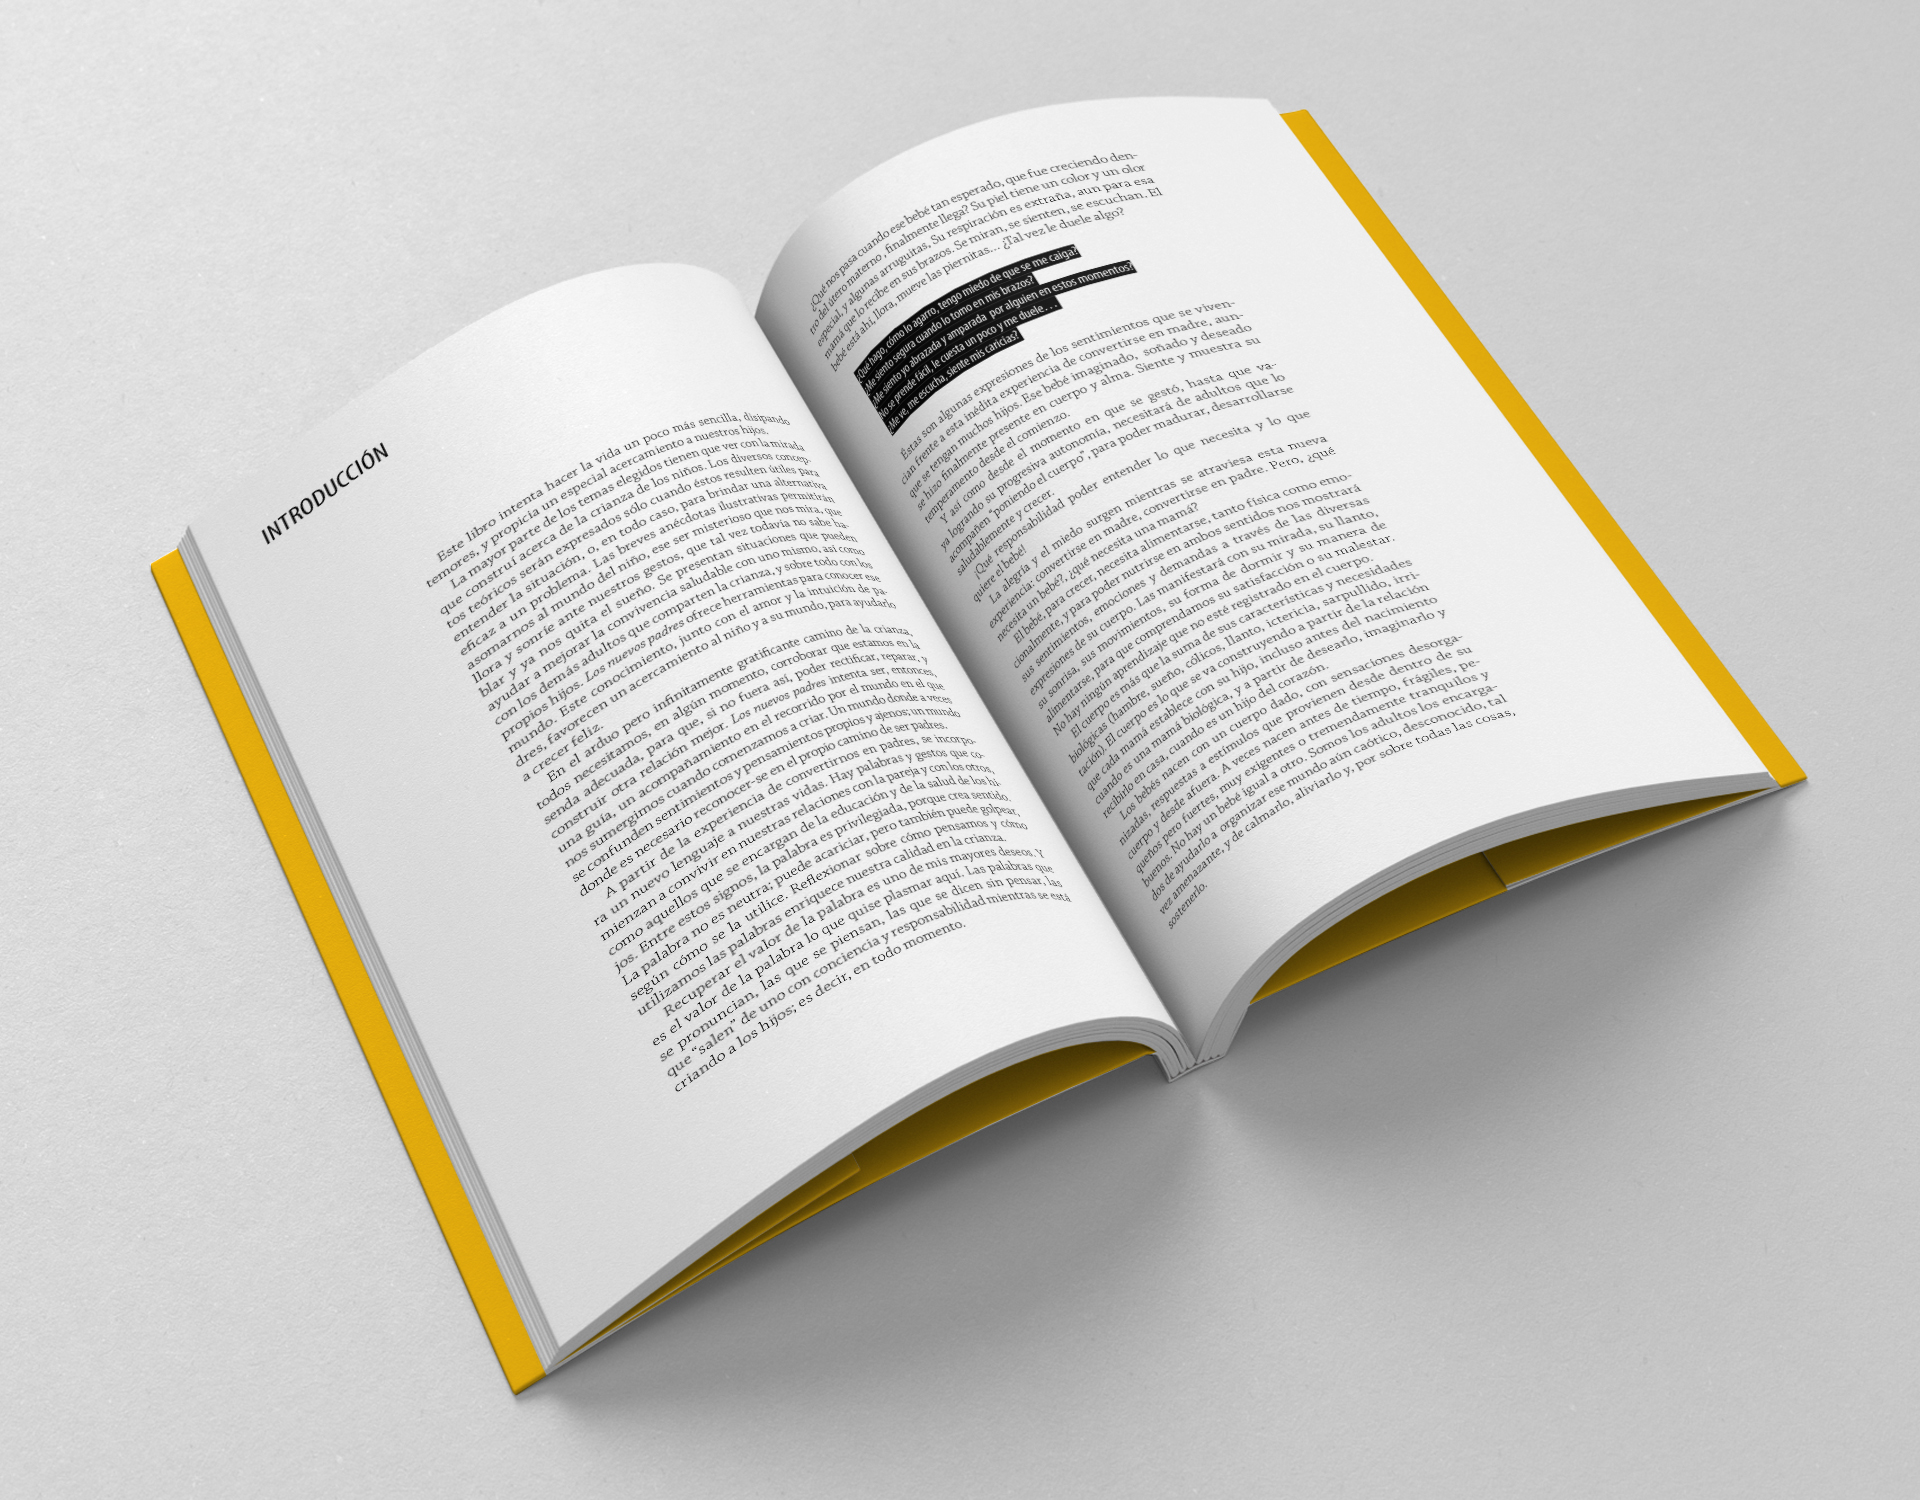 INTRODUCCIÓN
Este libro intenta hacer la vida un poco más sencilla, disipando
temores, y propicia un especial acercamiento a nuestros hijos.
La mayor parte de los temas elegidos tienen que ver con la mirada
que construí acerca de la crianza de los niños. Los diversos concep-
tos teóricos serán expresados sólo cuando éstos resulten útiles para
entender la situación, o, en todo caso, para brindar una alternativa
eficaz a un problema. Las breves anécdotas ilustrativas permitirán
asomarnos al mundo del niño, ese ser misterioso que nos mira, que
llora y sonríe ante nuestros gestos, que tal vez todavía no sabe ha-
blar y ya nos quita el sueño. Se presentan situaciones que pueden
ayudar a mejorar la convivencia saludable con uno mismo, así como
con los demás adultos que comparten la crianza, y sobre todo con los
propios hijos. Los nuevos padres ofrece herramientas para conocer ese
mundo. Este conocimiento, junto con el amor y la intuición de pa-
dres, favorecen un acercamiento al niño y a su mundo, para ayudarlo
a crecer feliz.
En el arduo pero infinitamente gratificante camino de la crianza,
todos necesitamos, en algún momento, corroborar que estamos en la
senda adecuada, para que, si no fuera así, poder rectificar, reparar, y
construir otra relación mejor. Los nuevos padres intenta ser, entonces,
una guía, un acompañamiento en el recorrido por el mundo en el que
nos sumergimos cuando comenzamos a criar. Un mundo donde a veces
se confunden sentimientos y pensamientos propios y ajenos; un mundo
donde es necesario reconocer-se en el propio camino de ser padres.
A partir de la experiencia de convertirnos en padres, se incorpo-
ra un nuevo lenguaje a nuestras vidas. Hay palabras y gestos que co-
mienzan a convivir en nuestras relaciones con la pareja y con los otros,
como aquellos que se encargan de la educación y de la salud de los hi-
jos. Entre estos signos, la palabra es privilegiada, porque crea sentido.
La palabra no es neutra; puede acariciar, pero también puede golpear,
según cómo se la utilice. Reflexionar sobre cómo pensamos y cómo
utilizamos las palabras enriquece nuestra calidad en la crianza.
Recuperar el valor de la palabra es uno de mis mayores deseos. Y
es el valor de la palabra lo que quise plasmar aquí. Las palabras que
se pronuncian, las que se piensan, las que se dicen sin pensar, las
que “salen” de uno con conciencia y responsabilidad mientras se está
criando a los hijos; es decir, en todo momento.
¿Qué nos pasa cuando ese bebé tan esperado, que fue creciendo den-
tro del útero materno, finalmente llega? Su piel tiene un color y un olor
especial, y algunas arruguitas. Su respiración es extraña, aun para esa
mamá que lo recibe en sus brazos. Se miran, se sienten, se escuchan. El
bebé está ahí, llora, mueve las piernitas... ¿Tal vez le duele algo?
¿Qué hago, cómo lo agarro, tengo miedo de que se me caiga?
¿Me siento segura cuando lo tomo en mis brazos?
¿Me siento yo abrazada y amparada por alguien en estos momentos?
No se prende fácil, le cuesta un poco y me duele...
¿Me ve, me escucha, siente mis caricias?
Éstas son algunas expresiones de los sentimientos que se viven-
cian frente a esta inédita experiencia de convertirse en madre, aun-
que se tengan muchos hijos. Ese bebé imaginado, soñado y deseado
se hizo finalmente presente en cuerpo y alma. Siente y muestra su
temperamento desde el comienzo.
Y así como desde el momento en que se gestó, hasta que va-
ya logrando su progresiva autonomía, necesitará de adultos que lo
acompañen “poniendo el cuerpo”, para poder madurar, desarrollarse
saludablemente y crecer.
¡Qué responsabilidad poder entender lo que necesita y lo que
quiere el bebé!
La alegría y el miedo surgen mientras se atraviesa esta nueva
experiencia: convertirse en madre, convertirse en padre. Pero, ¿qué
necesita un bebé?, ¿qué necesita una mamá?
El bebé, para crecer, necesita alimentarse, tanto física como emo-
cionalmente, y para poder nutrirse en ambos sentidos nos mostrará
sus sentimientos, emociones y demandas a través de las diversas
expresiones de su cuerpo. Las manifestará con su mirada, su llanto,
su sonrisa, sus movimientos, su forma de dormir y su manera de
alimentarse, para que comprendamos su satisfacción o su malestar.
No hay ningún aprendizaje que no esté registrado en el cuerpo.
El cuerpo es más que la suma de sus características y necesidades
biológicas (hambre, sueño, cólicos, llanto, ictericia, sarpullido, irri-
tación). El cuerpo es lo que se va construyendo a partir de la relación
que cada mamá establece con su hijo, incluso antes del nacimiento
cuando es una mamá biológica, y a partir de desearlo, imaginarlo y
recibirlo en casa, cuando es un hijo del corazón.
Los bebés nacen con un cuerpo dado, con sensaciones desorga-
nizadas, respuestas a estímulos que provienen desde dentro de su
cuerpo y desde afuera. A veces nacen antes de tiempo, frágiles, pe-
queños pero fuertes, muy exigentes o tremendamente tranquilos y
buenos. No hay un bebé igual a otro. Somos los adultos los encarga-
dos de ayudarlo a organizar ese mundo aún caótico, desconocido, tal
vez amenazante, y de calmarlo, aliviarlo y, por sobre todas las cosas,
sostenerlo.